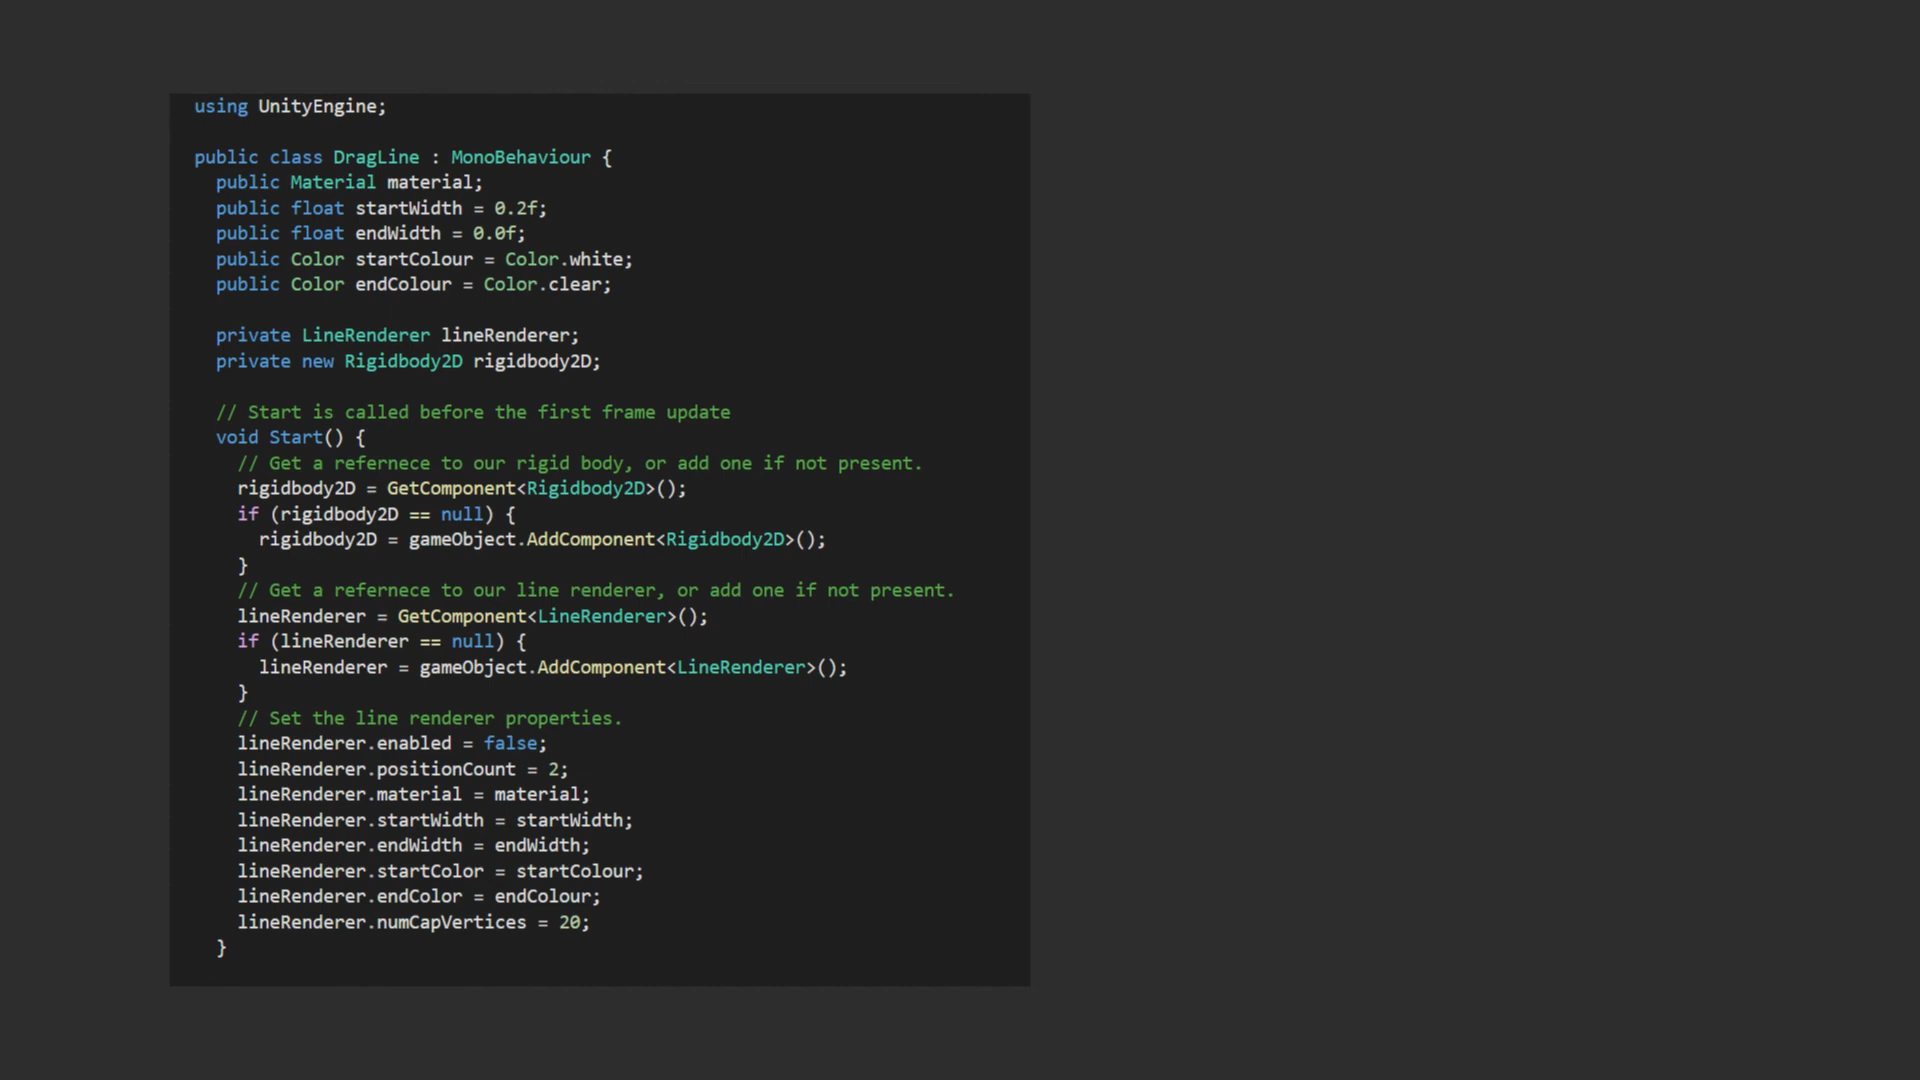 using UnityEngine;
public class DragLine : MonoBehaviour {
public Material material;
public float startWidth = 0.2f;
public float endWidth = 0.0f;
public Color startColour = Color.white;
public Color endColour = Color.clear;
private LineRenderer lineRenderer;
private new Rigidbody2D rigidbody2D;
// Start is called before the first frame update
void Start() {
// Get a refernece to our rigid body, or add one if not present.
rigidbody2D = GetComponent<Rigidbody2D>();
if (rigidbody2D == null) {
rigidbody2D = gameObject.AddComponent<Rigidbody2D>();
}
// Get a refernece to our line renderer, or add one if not present.
lineRenderer = GetComponent<LineRenderer>();
if (lineRenderer == null) {
lineRenderer = gameObject.AddComponent<LineRenderer>();
}
// Set the line renderer properties.
lineRenderer.enabled = false;
lineRenderer.positionCount = 2;
lineRenderer.material = material;
lineRenderer.startWidth = startWidth;
lineRenderer.endWidth = endWidth;
lineRenderer.startColor = startColour;
lineRenderer.endColor = endColour;
lineRenderer.numCapVertices = 20;
}